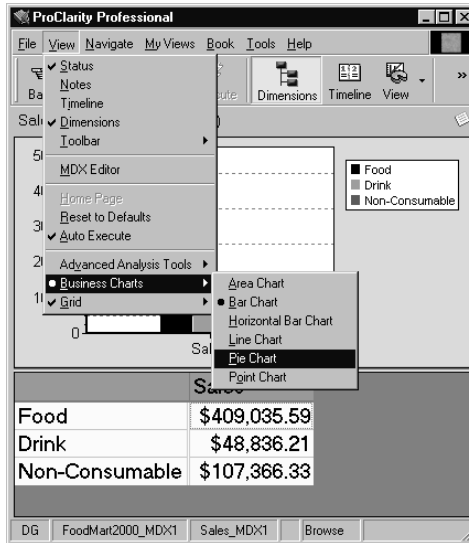 ProClarity Professional
File View Navigate My Views Book Tools Help
Status
Notes
Timeline
Dimensions
Toolbar
MDX Editor
Home Page
Reset to Defaults
Auto Execute
Advanced Analysis Tools
Business Charts
Grid
Dimensions Timeline View »
Food
Drink
Non-Consumable
0
Area Chart
Bar Chart
Horizontal Bar Chart
Line Chart
Pie Chart
Point Chart
Food $409,035.59
Drink $48,836.21
Non-Consumable $107,366.33
DG FoodMart2000_MDX1 Sales_MDX1 Browse